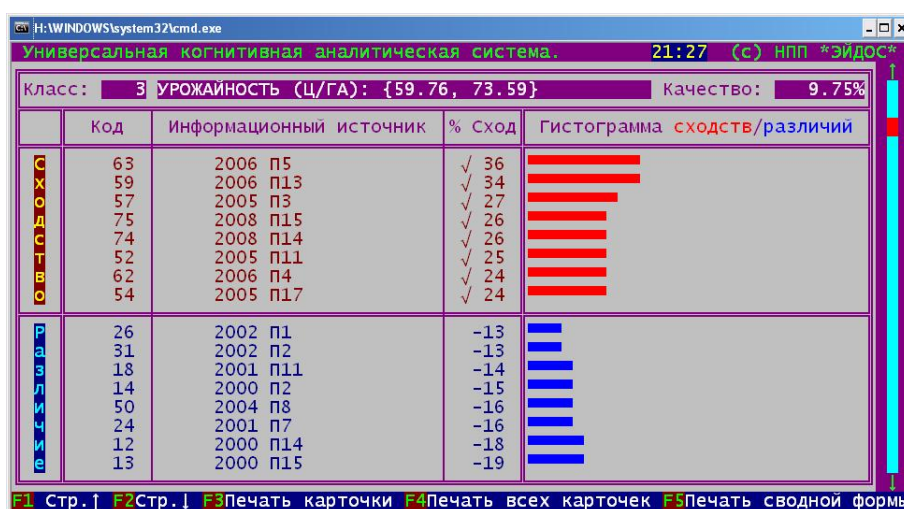 H:\WINDOWS\system32\cmd.exe
Универсальная когнитивная аналитическая система. 21:27 (с) НПП *ЭЙДОС*
Класс: 3 УРОЖАЙНОСТЬ (Ц/ГА): {59.76, 73.59} Качество: 9.75%
Код Информационный источник % Сход Гистограмма сходств/различий
Сходство
63 2006 П5 √ 36
59 2006 П13 √ 34
57 2005 П3 √ 27
75 2008 П15 √ 26
74 2008 П14 √ 26
52 2005 П11 √ 25
62 2006 П4 √ 24
54 2005 П17 √ 24
Различие
26 2002 П1 -13
31 2002 П2 -13
18 2001 П11 -14
14 2000 П2 -15
50 2004 П8 -16
24 2001 П7 -16
12 2000 П14 -18
13 2000 П15 -19
F1 Стр.↑ F2Стр.↓ F3Печать карточки F4Печать всех карточек F5Печать сводной формы